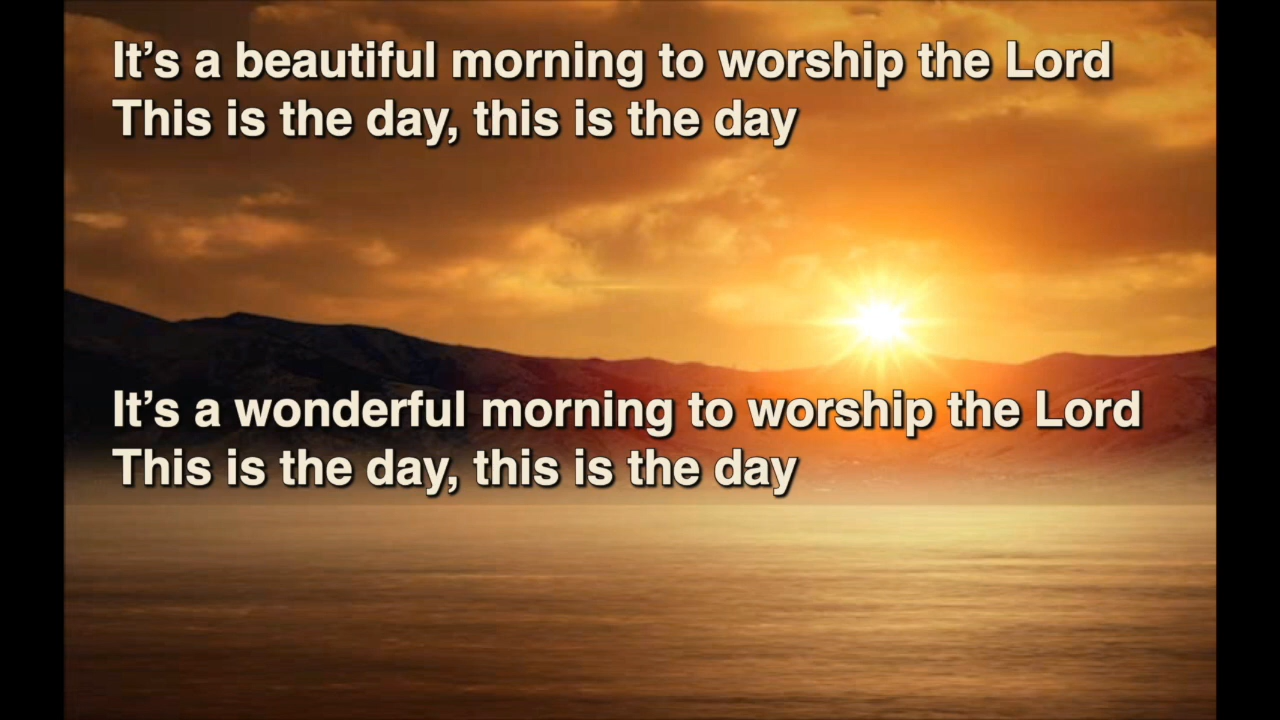 It’s a beautiful morning to worship the Lord
This is the day, this is the day
It’s a wonderful morning to worship the Lord
This is the day, this is the day